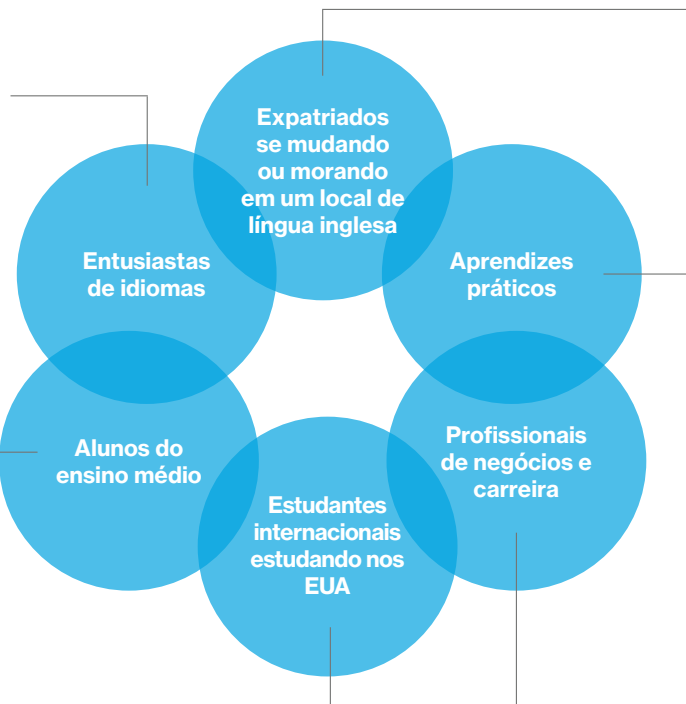 Expatriados
se mudando
ou morando
em um local de
língua inglesa
Entusiastas
de idiomas
Aprendizes
práticos
Alunos do
ensino médio
Profissionais
de negócios e
carreira
Estudantes
internacionais
estudando nos
EUA